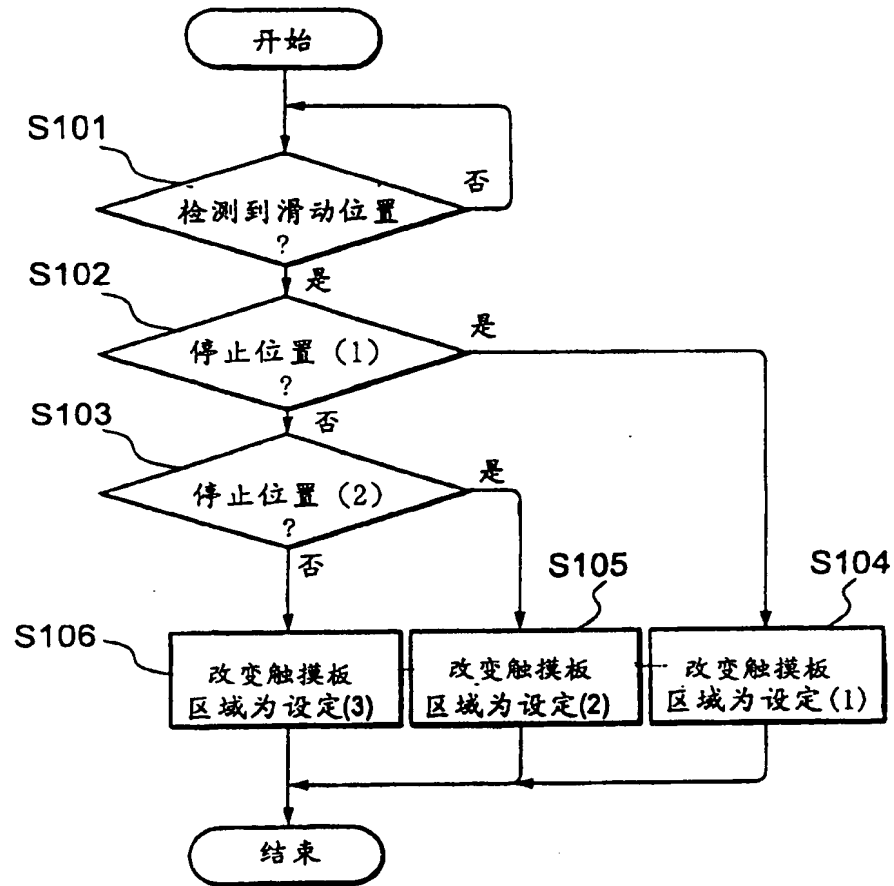 开始
S101
否
检测到滑动位置
?
是
S102
是
停止位置 (1)
?
否
S103
是
停止位置 (2)
?
否
S105
S104
S106
改变触摸板
区域为设定(3)
改变触摸板
区域为设定(2)
改变触摸板
区域为设定(1)
结束